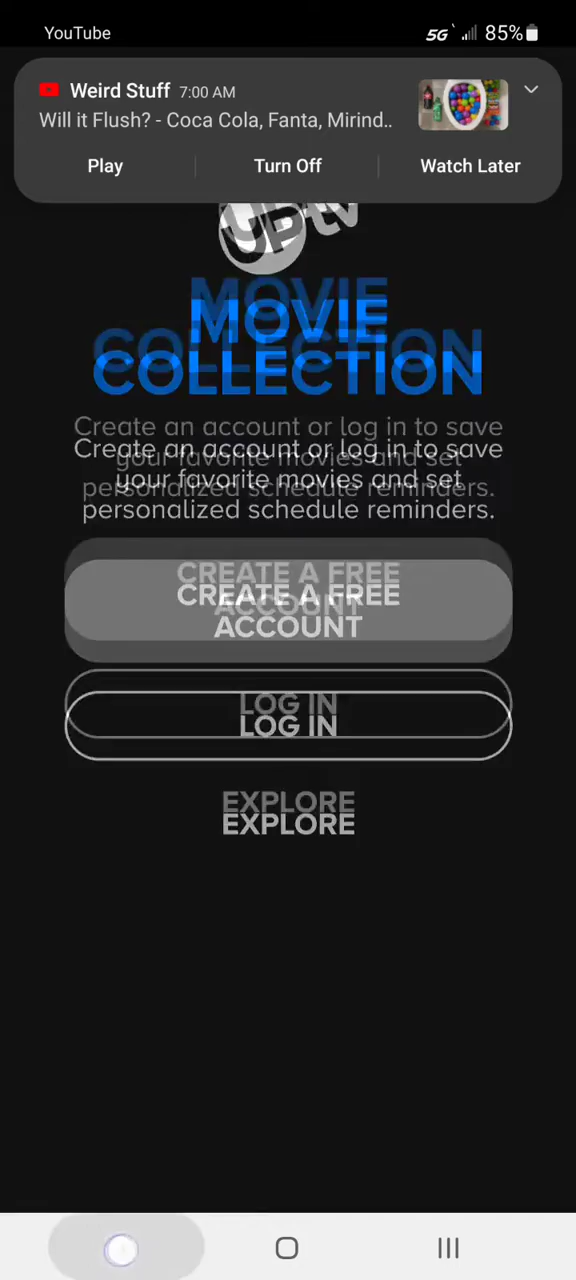 YouTube 5G 85%
Weird Stuff 7:00 AM
Will it Flush? - Coca Cola, Fanta, Mirind..
Play Turn Off Watch Later
UPtv
MOVIE
COLLECTION
Create an account or log in to save
your favorite movies and set
personalized schedule reminders.
CREATE A FREE
ACCOUNT
LOG IN
EXPLORE